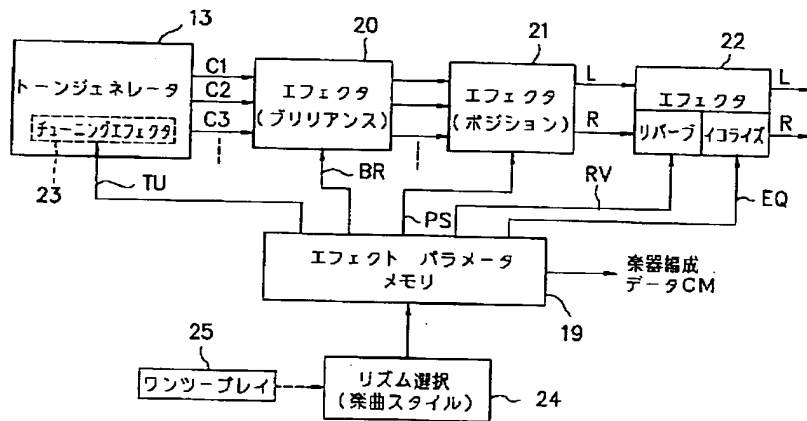 13
20
21
22
トーンジェネレータ
チューニングエフェクタ
23
C1
C2
C3
エフェクタ
(ブリリアンス)
エフェクタ
(ポジション)
L
R
エフェクタ
リバーブ
イコライズ
L
R
TU
BR
PS
RV
EQ
エフェクト パラメータ
メモリ
19
楽器編成
データCM
25
ワンツープレイ
リズム選択
(楽曲スタイル)
24